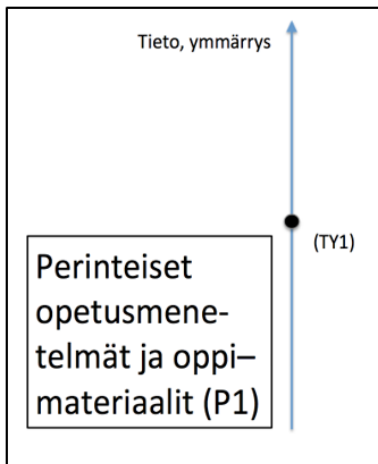 Tieto, ymmärrys
(TY1)
Perinteiset
opetusmene-
telmät ja oppi–
materiaalit (P1)